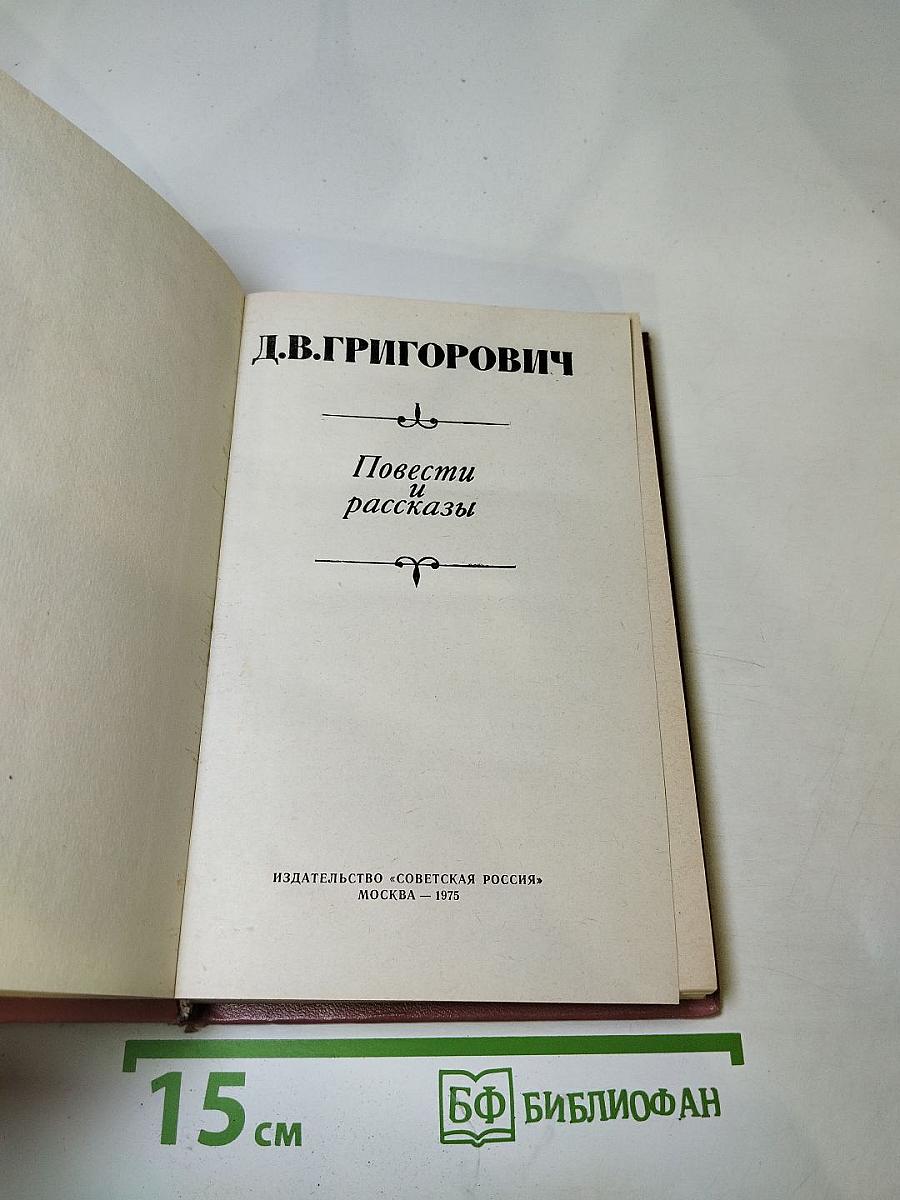 Д.В.ГРИГОРОВИЧ
Повести
и
рассказы
ИЗДАТЕЛЬСТВО «СОВЕТСКАЯ РОССИЯ»
МОСКВА — 1975
15 см
БФ БИБЛИОФАН